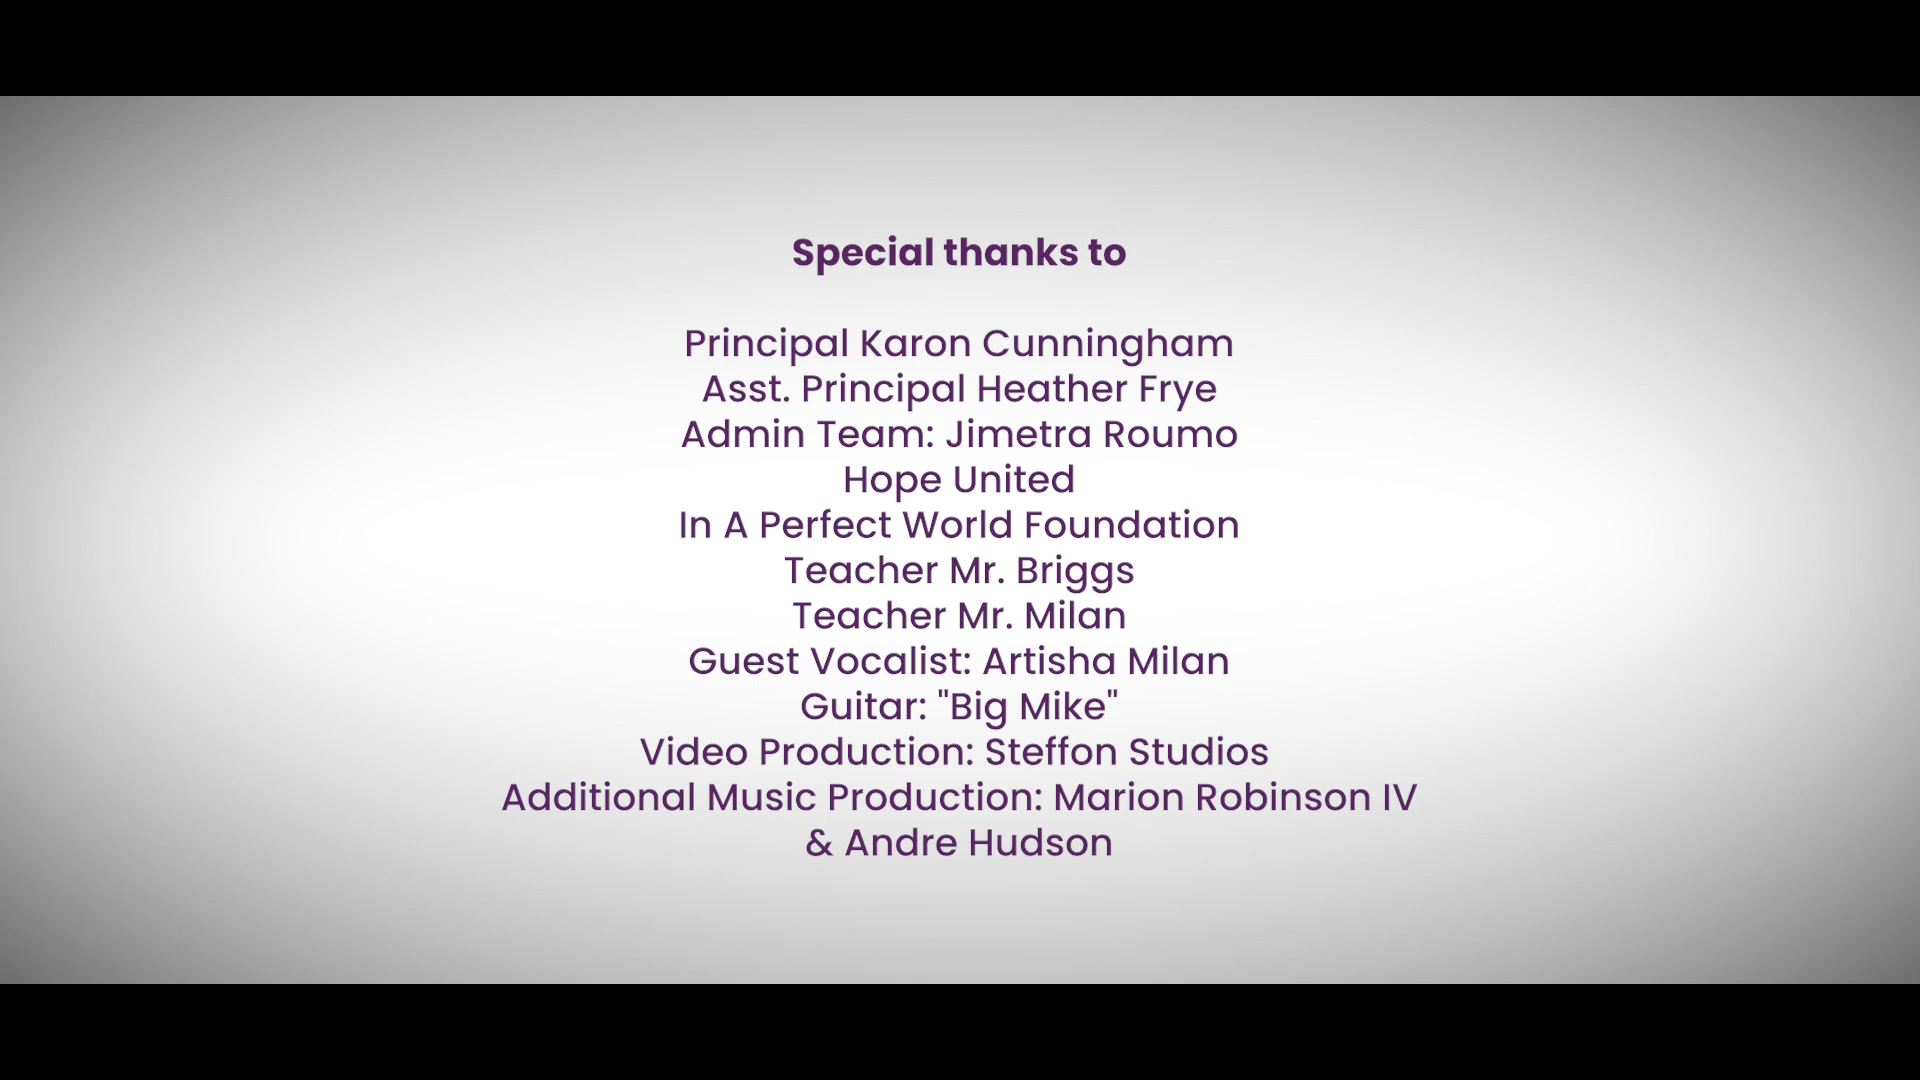 Special thanks to
Principal Karon Cunningham
Asst. Principal Heather Frye
Admin Team: Jimetra Roumo
Hope United
In A Perfect World Foundation
Teacher Mr. Briggs
Teacher Mr. Milan
Guest Vocalist: Artisha Milan
Guitar: "Big Mike"
Video Production: Steffon Studios
Additional Music Production: Marion Robinson IV
& Andre Hudson